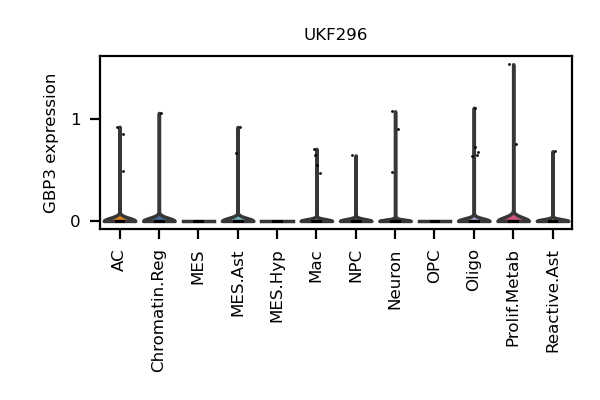 UKF296
GBP3 expression
1
0
AC
Chromatin.Reg
MES
MES.Ast
MES.Hyp
Mac
NPC
Neuron
OPC
Oligo
Prolif.Metab
Reactive.Ast